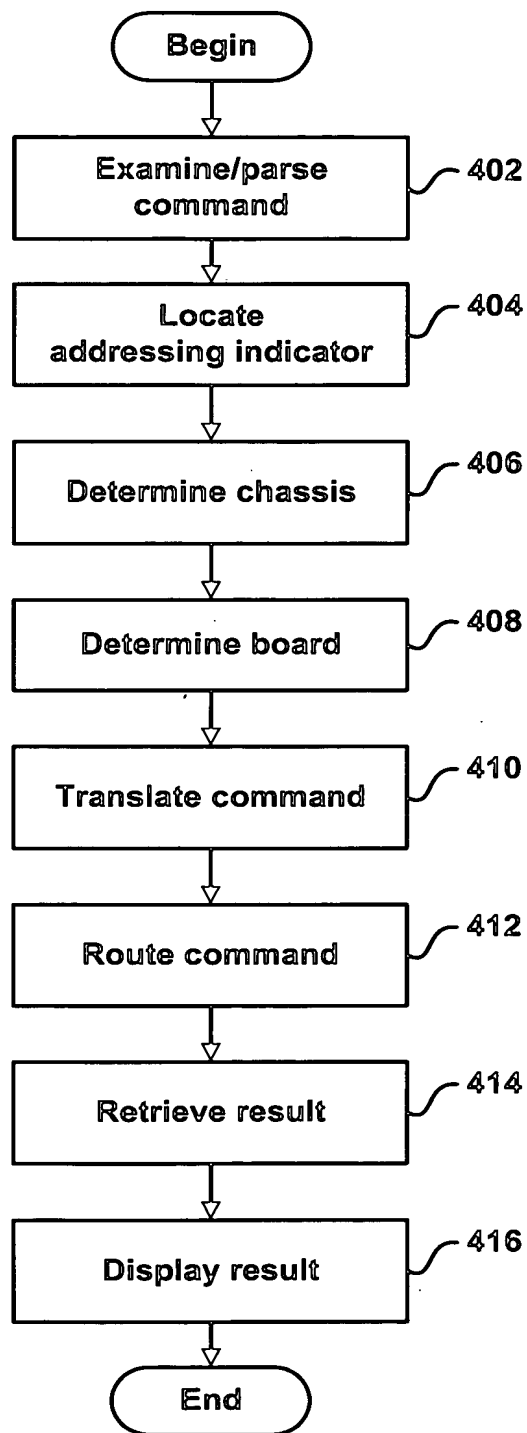 Begin
Examine/parse
command
402
Locate
addressing indicator
404
Determine chassis
406
Determine board
408
Translate command
410
Route command
412
Retrieve result
414
Display result
416
End